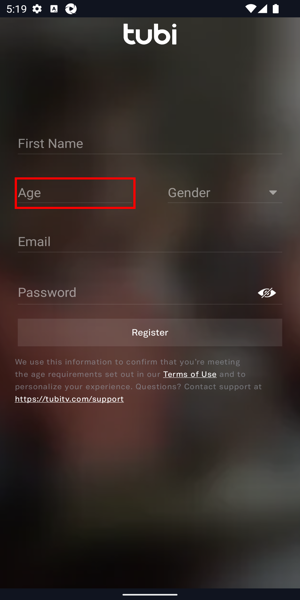 5:19
tubi
First Name
Age
Gender
Email
Password
Register
We use this information to confirm that you're meeting
the age requirements set out in our Terms of Use and to
personalize your experience. Questions? Contact support at
https://tubitv.com/support